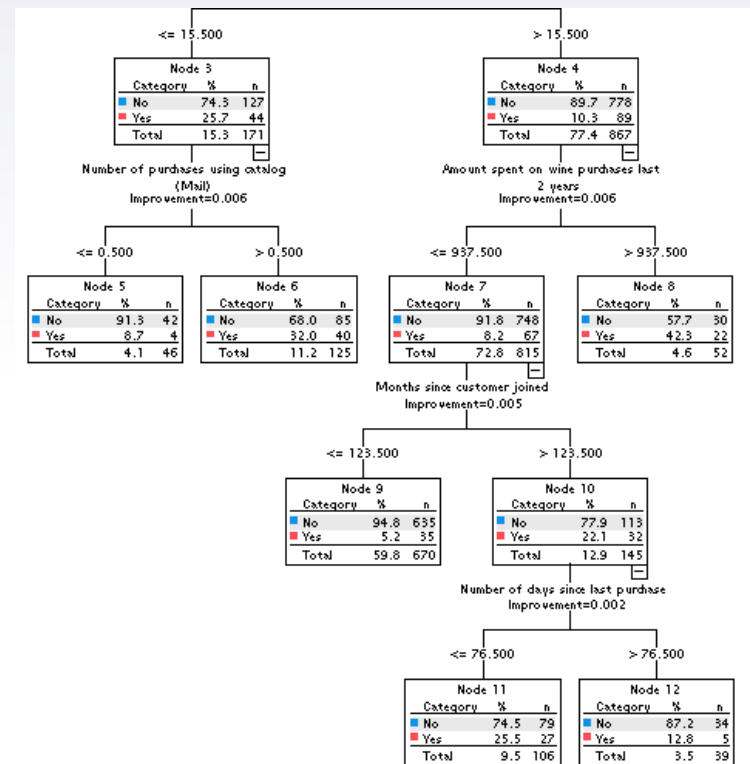 <= 15.500 > 15.500
Node 3
Category % n
No 74.3 127
Yes 25.7 44
Total 15.3 171
Number of purchases using catalog
(Mail)
Improvement=0.006
Node 4
Category % n
No 89.7 778
Yes 10.3 89
Total 77.4 867
Amount spent on wine purchases last
2 years
Improvement=0.006
<= 0.500 > 0.500
<= 937.500 > 937.500
Node 5
Category % n
No 91.3 42
Yes 8.7 4
Total 4.1 46
Node 6
Category % n
No 68.0 85
Yes 32.0 40
Total 11.2 125
Node 7
Category % n
No 91.8 748
Yes 8.2 67
Total 72.8 815
Node 8
Category % n
No 57.7 30
Yes 42.3 22
Total 4.6 52
Months since customer joined
Improvement=0.005
<= 123.500 > 123.500
Node 9
Category % n
No 94.8 635
Yes 5.2 35
Total 59.8 670
Node 10
Category % n
No 77.9 113
Yes 22.1 32
Total 12.9 145
Number of days since last purchase
Improvement=0.002
<= 76.500 > 76.500
Node 11
Category % n
No 74.5 79
Yes 25.5 27
Total 9.5 106
Node 12
Category % n
No 87.2 34
Yes 12.8 5
Total 3.5 39